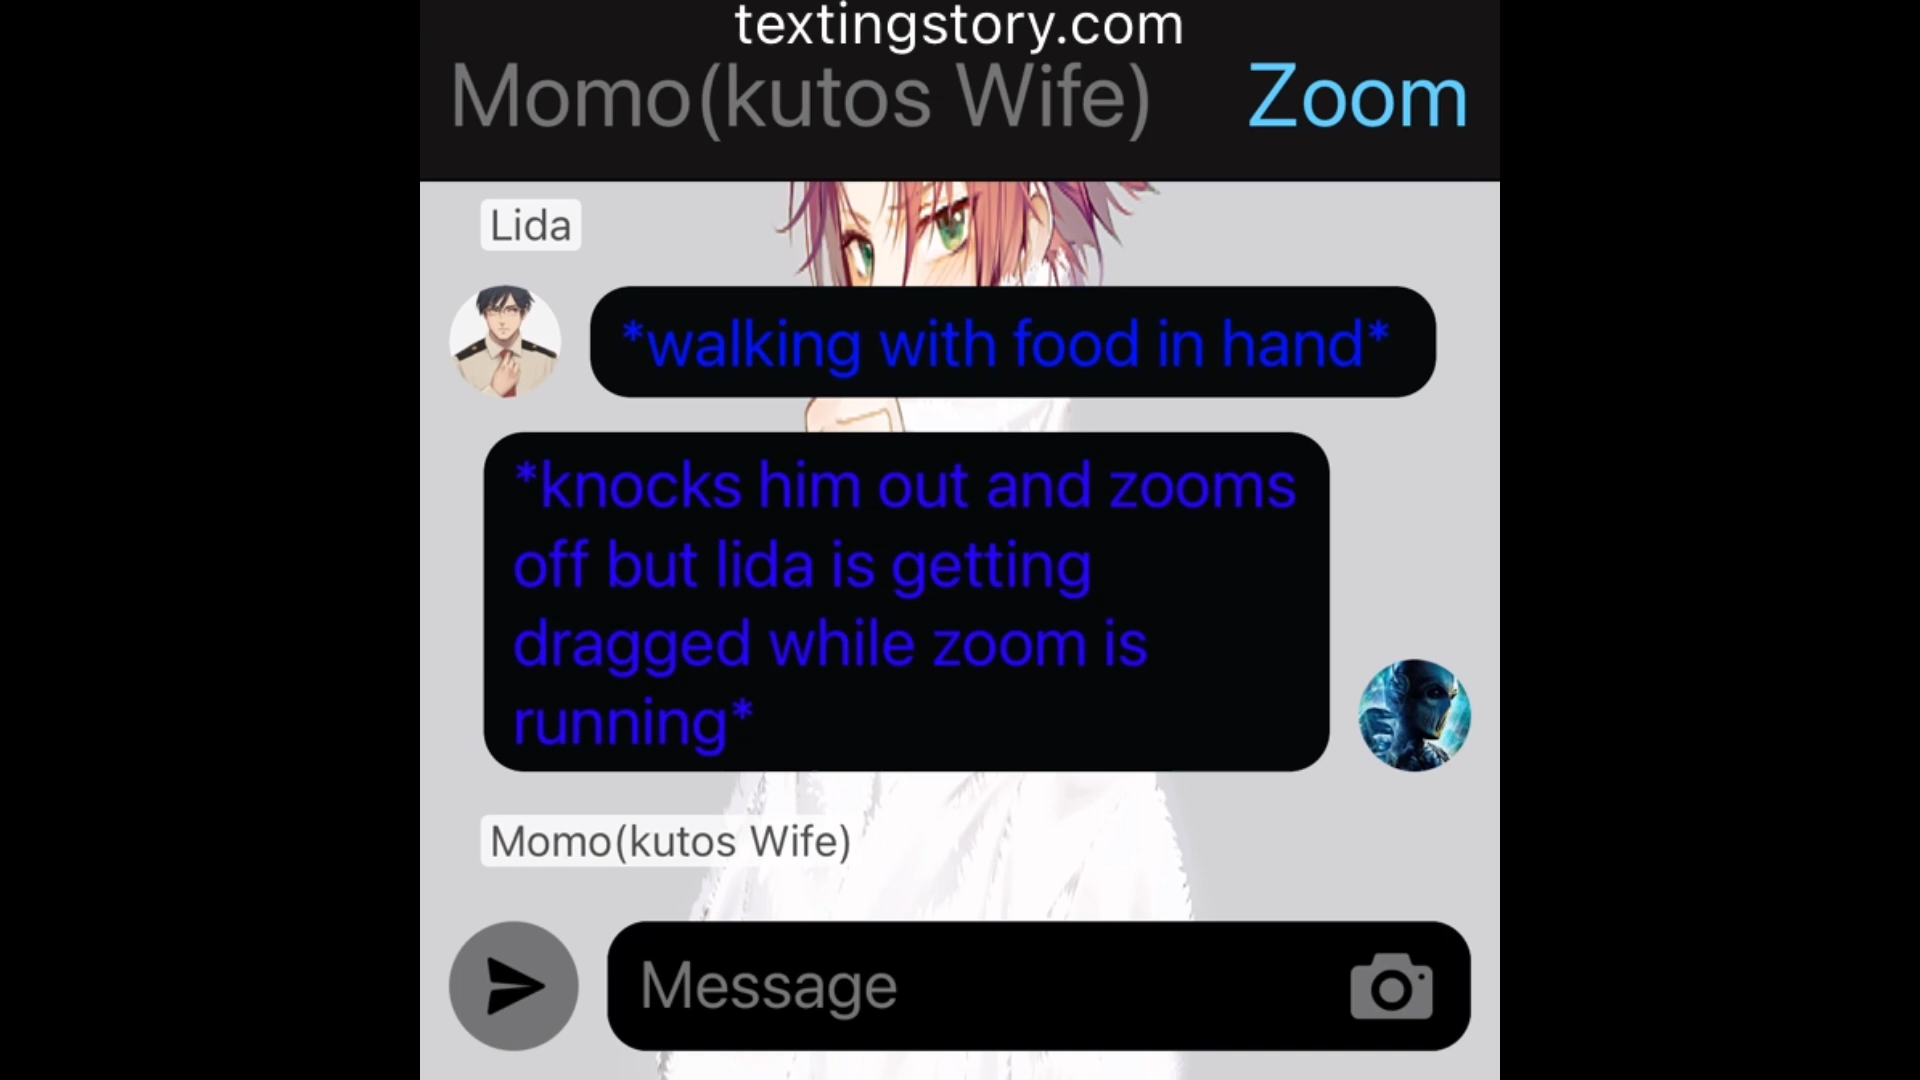 textingstory.com
Momo(kutos Wife) Zoom
Lida
*walking with food in hand*
*knocks him out and zooms
off but lida is getting
dragged while zoom is
running*
Momo(kutos Wife)
Message